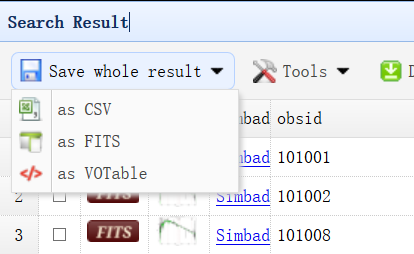 Search Result
Save whole result Tools D
as CSV
as FITS
as VOTable
obsid
Simbad 101001
2 FITS Simbad 101002
3 FITS Simbad 101008